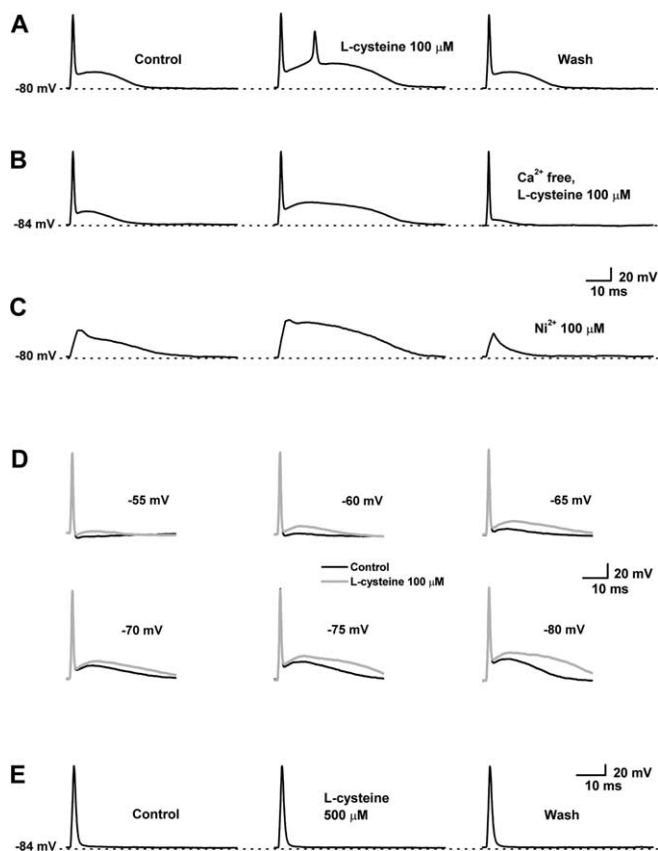 A
Control
L-cysteine 100 μM
Wash
-80 mV
B
Ca²⁺ free,
L-cysteine 100 μM
-84 mV
20 mV
10 ms
C
Ni²⁺ 100 μM
-80 mV
D
-55 mV
-60 mV
-65 mV
Control
L-cysteine 100 μM
20 mV
10 ms
-70 mV
-75 mV
-80 mV
E
20 mV
10 ms
Control
L-cysteine
500 μM
Wash
-84 mV